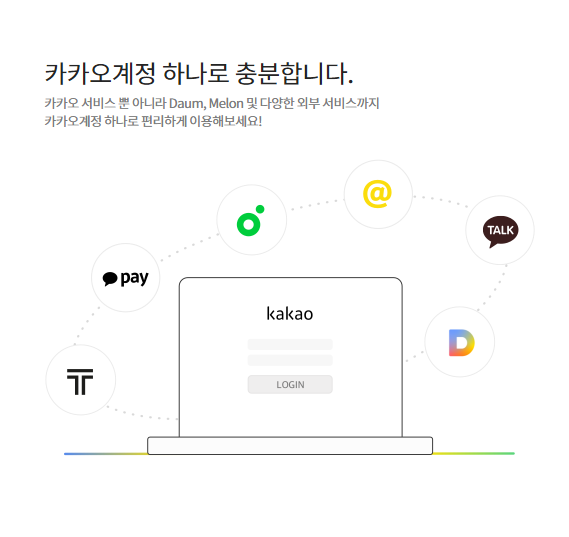 카카오계정 하나로 충분합니다.
카카오 서비스 뿐 아니라 Daum, Melon 및 다양한 외부 서비스까지
카카오계정 하나로 편리하게 이용해보세요!
@
TALK
pay
kakao
D
T
LOGIN